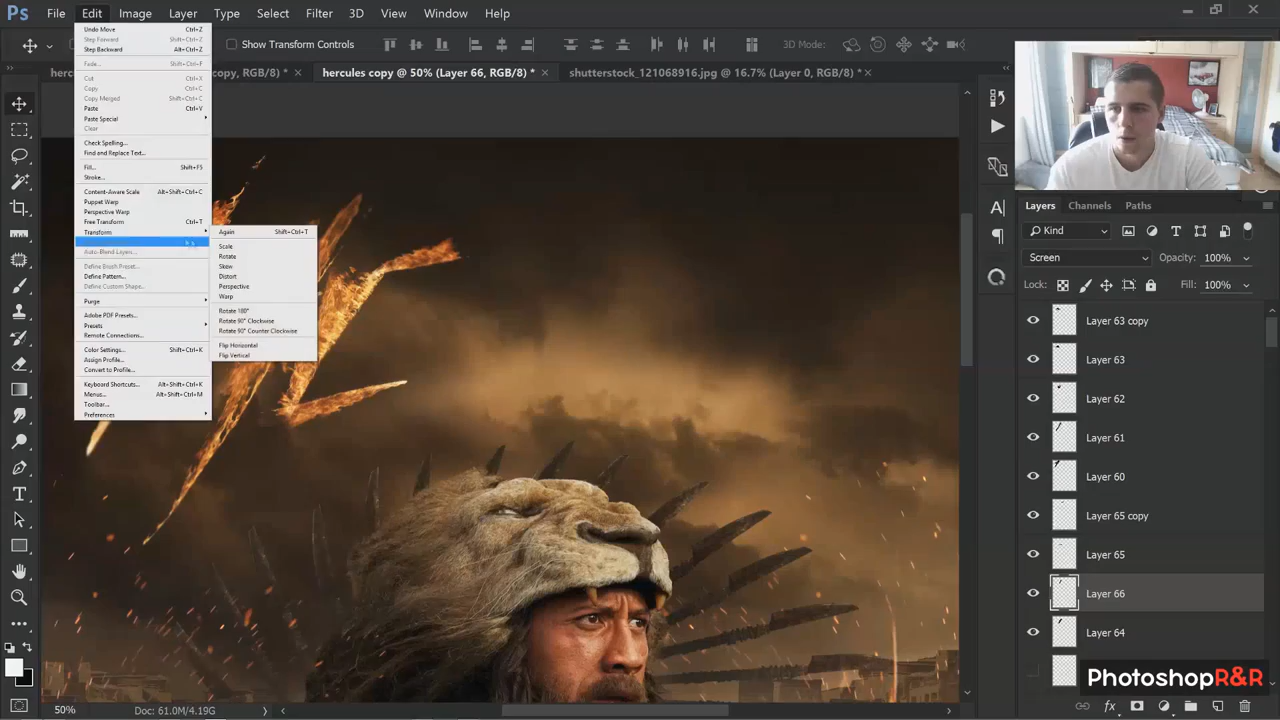 Ps File Edit Image Layer Type Select Filter 3D View Window Help
Show Transform Controls
3D Mode:
copy, RGB/8) *
hercules copy @ 50% (Layer 66, RGB/8) *
shutterstock_121068916.jpg @ 16.7% (Layer 0, RGB/8) *
Undo Move Ctrl+Z
Step Forward Shift+Ctrl+Z
Step Backward Alt+Ctrl+Z
Fade... Shift+Ctrl+F
Cut Ctrl+X
Copy Ctrl+C
Copy Merged Shift+Ctrl+C
Paste Ctrl+V
Paste Special
Clear
Check Spelling...
Find and Replace Text...
Fill... Shift+F5
Stroke...
Content-Aware Scale Alt+Shift+Ctrl+C
Puppet Warp
Perspective Warp
Free Transform Ctrl+T
Transform
Auto-Blend Layers...
Define Brush Preset...
Define Pattern...
Define Custom Shape...
Purge
Adobe PDF Presets...
Presets
Remote Connections...
Color Settings... Shift+Ctrl+K
Assign Profile...
Convert to Profile...
Keyboard Shortcuts... Alt+Shift+Ctrl+K
Menus... Alt+Shift+Ctrl+M
Toolbar...
Preferences
Again Shift+Ctrl+T
Scale
Rotate
Skew
Distort
Perspective
Warp
Rotate 180°
Rotate 90° Clockwise
Rotate 90° Counter Clockwise
Flip Horizontal
Flip Vertical
Layers Channels Paths
Kind
Screen Opacity: 100%
Lock: Fill: 100%
Layer 63 copy
Layer 63
Layer 62
Layer 61
Layer 60
Layer 65 copy
Layer 65
Layer 66
Layer 64
PhotoshopR&R
50% Doc: 61.0M/4.19G